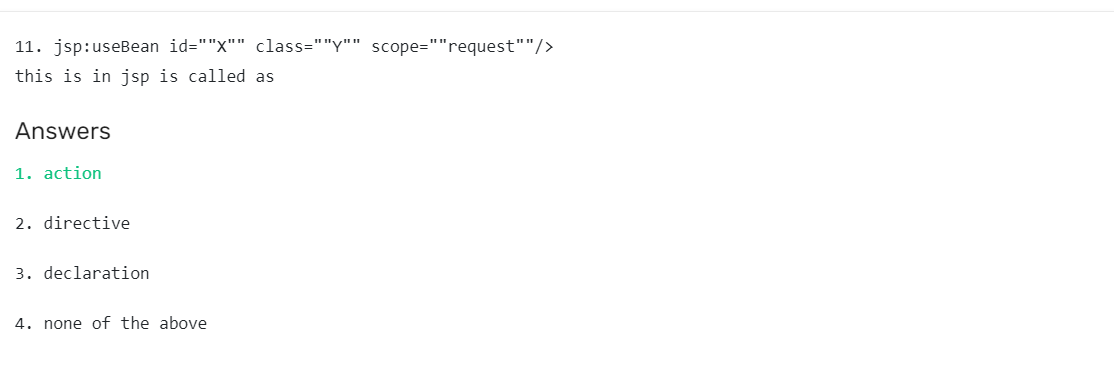 11. jsp:useBean id=""X"" class=""Y"" scope=""request""/>
this is in jsp is called as
Answers
1. action
2. directive
3. declaration
4. none of the above